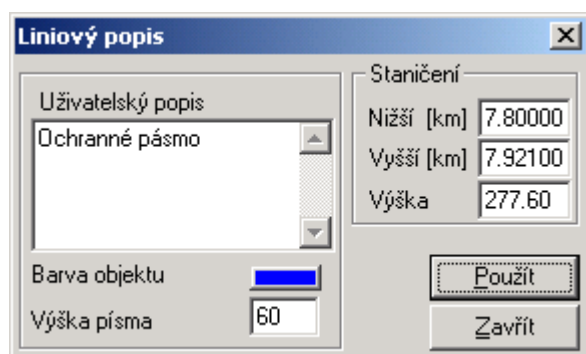 Liniový popis
Uživatelský popis
Ochranné pásmo
Barva objektu
Výška písma 60
Staničení
Nižší [km] 7.80000
Vyšší [km] 7.92100
Výška 277.60
Použít
Zavřít